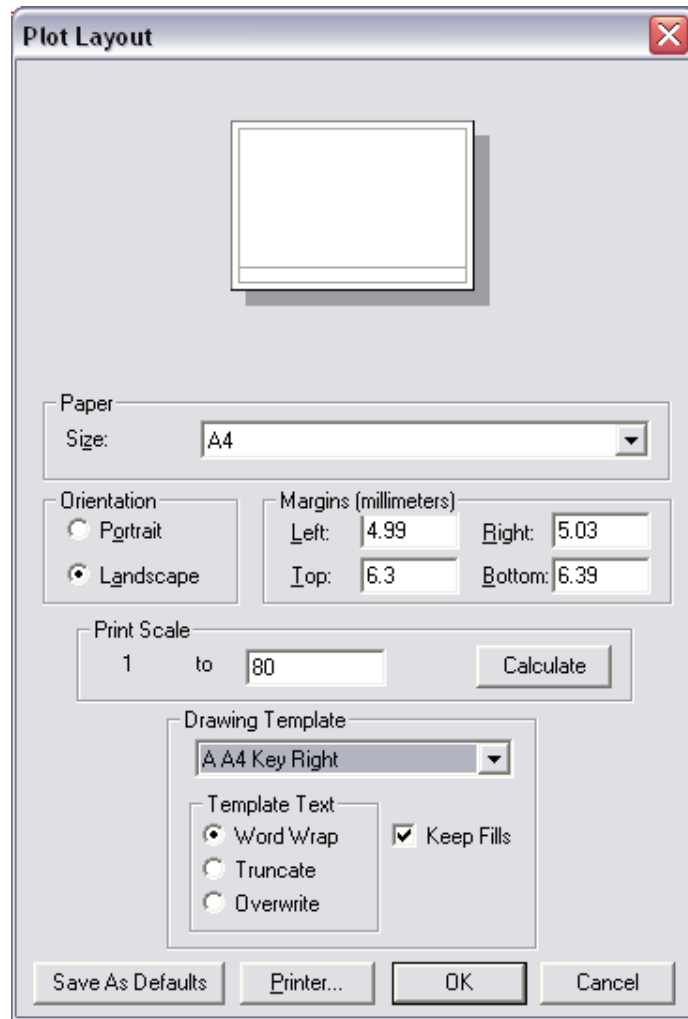 Plot Layout
Paper
Size: A4
Orientation
Portrait
Landscape
Margins (millimeters)
Left: 4.99 Right: 5.03
Top: 6.3 Bottom: 6.39
Print Scale
1 to 80 Calculate
Drawing Template
A A4 Key Right
Template Text
Word Wrap
Truncate
Overwrite
Keep Fills
Save As Defaults Printer... OK Cancel